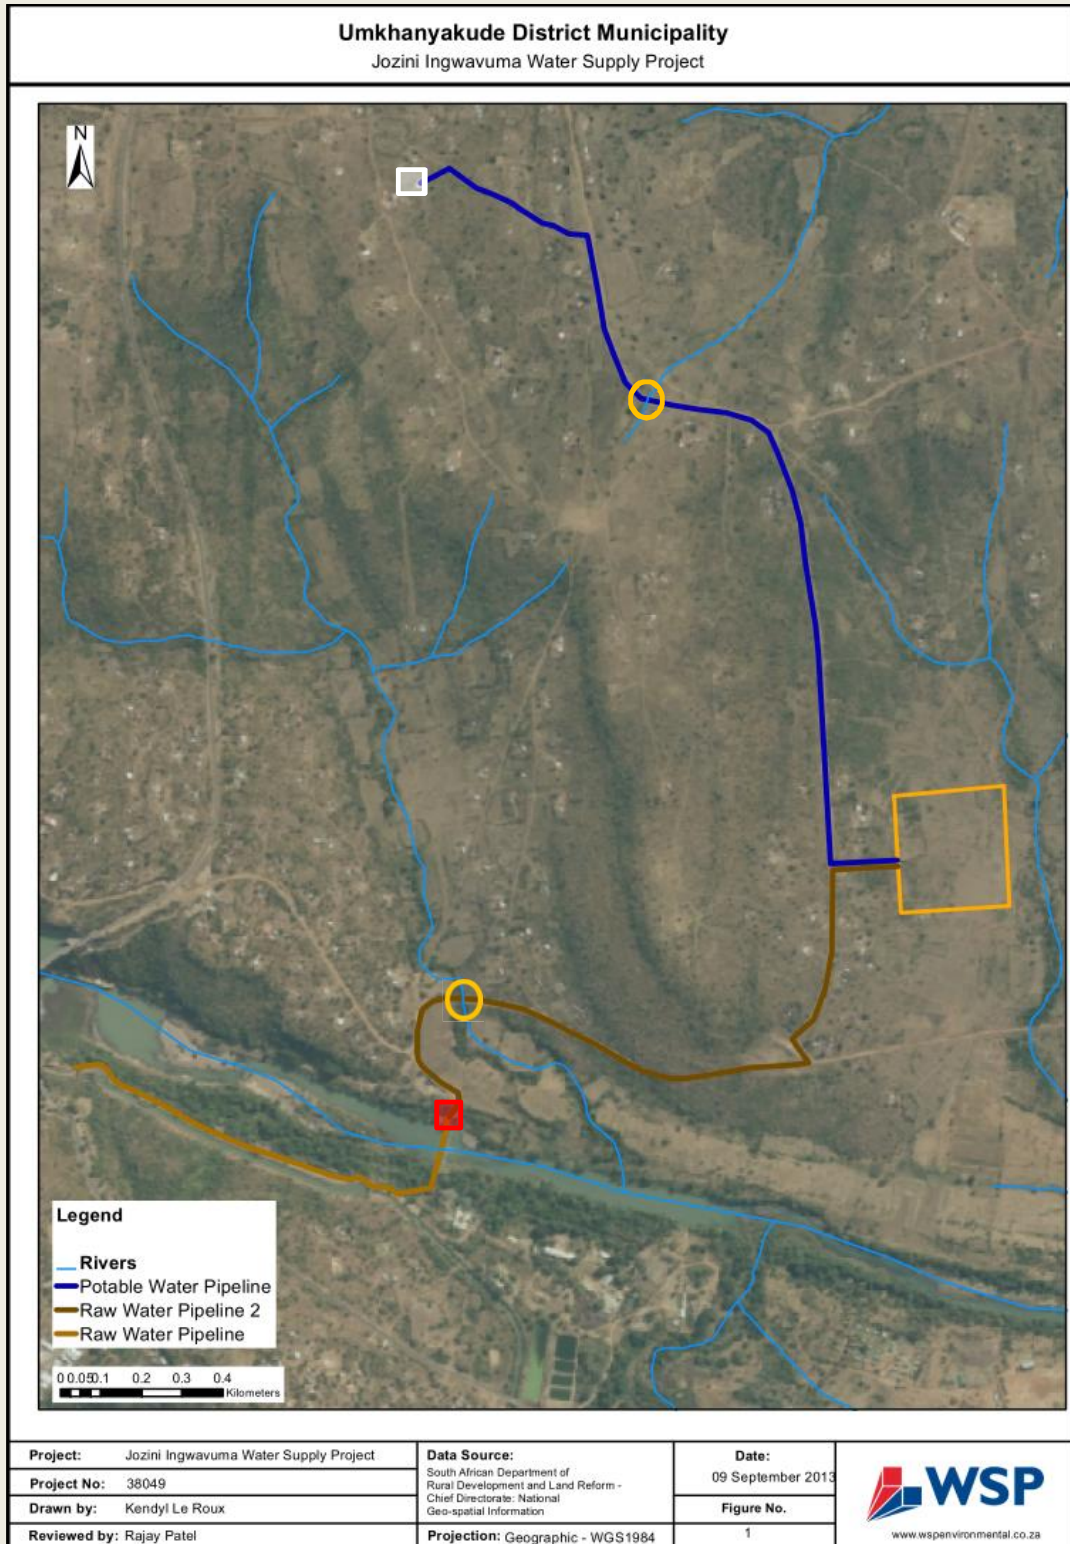 Umkhanyakude District Municipality
Jozini Ingwavuma Water Supply Project
N
Legend
Rivers
Potable Water Pipeline
Raw Water Pipeline 2
Raw Water Pipeline
0 0.05 0.1 0.2 0.3 0.4
Kilometers
Project: Jozini Ingwavuma Water Supply Project
Project No: 38049
Drawn by: Kendyl Le Roux
Reviewed by: Rajay Patel
Data Source:
South African Department of
Rural Development and Land Reform -
Chief Directorate: National
Geo-spatial Information
Projection: Geographic - WGS1984
Date:
09 September 2013
Figure No.
1
WSP
www.wspenvironmental.co.za